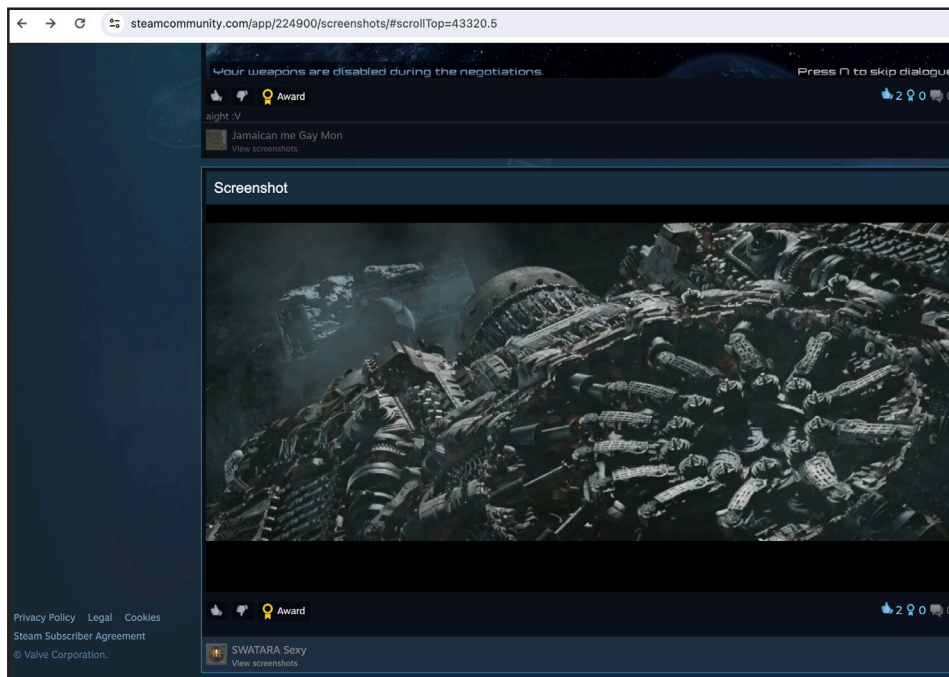 steamcommunity.com/app/224900/screenshots/#scrollTop=43320.5
Your weapons are disabled during the negotiations. Press N to skip dialogue
Award 2 0
aight :V
Jamaican me Gay Mon
View screenshots
Screenshot
Award 2 0
SWATARA Sexy
View screenshots
Privacy Policy Legal Cookies
Steam Subscriber Agreement
© Valve Corporation.